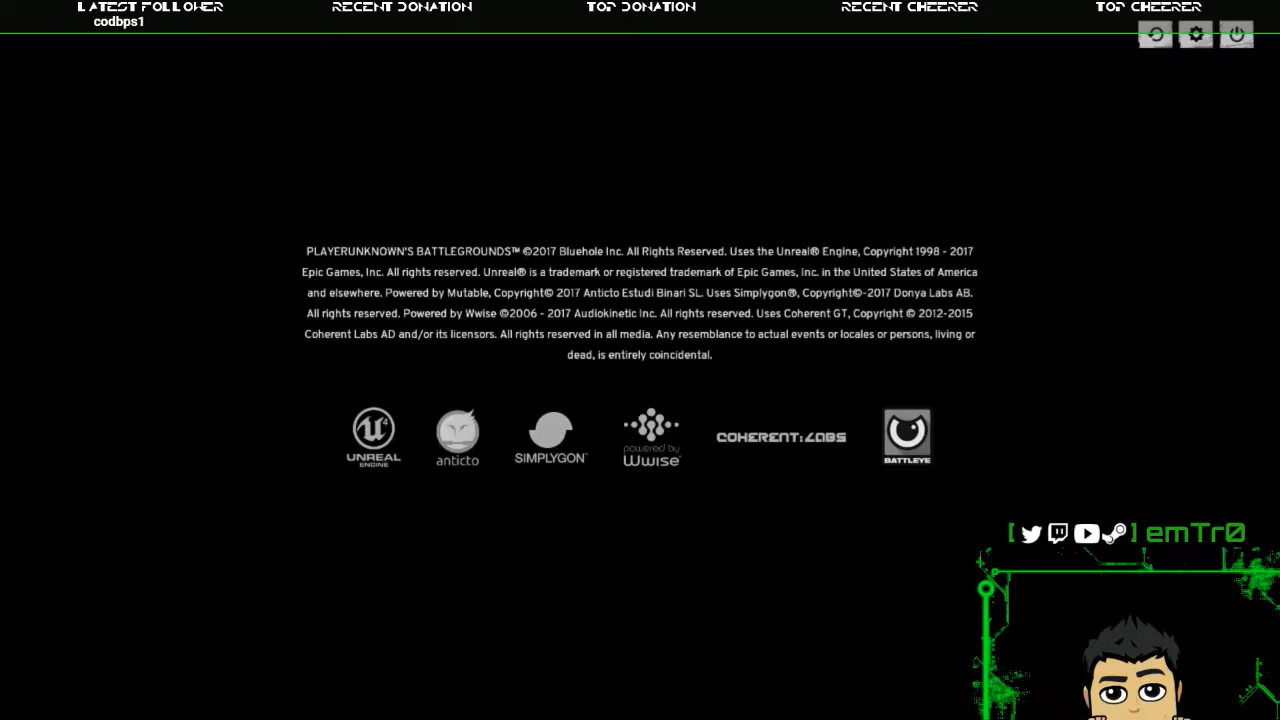 LATEST FOLLOWER RECENT DONATION TOP DONATION RECENT CHEERER TOP CHEERER
codbps1
PLAYERUNKNOWN'S BATTLEGROUNDS™ ©2017 Bluehole Inc. All Rights Reserved. Uses the Unreal® Engine, Copyright 1998 - 2017
Epic Games, Inc. All rights reserved. Unreal® is a trademark or registered trademark of Epic Games, Inc. in the United States of America
and elsewhere. Powered by Mutable, Copyright© 2017 Anticto Estudi Binari SL. Uses Simplygon®, Copyright©-2017 Donya Labs AB.
All rights reserved. Powered by Wwise ©2006 - 2017 Audiokinetic Inc. All rights reserved. Uses Coherent GT, Copyright © 2012-2015
Coherent Labs AD and/or its licensors. All rights reserved in all media. Any resemblance to actual events or locales or persons, living or
dead, is entirely coincidental.
UNREAL
ENGINE
anticto
SIMPLYGON™
powered by
Wwise™
COHERENT:LABS
BATTLEYE
[ ] emTr0